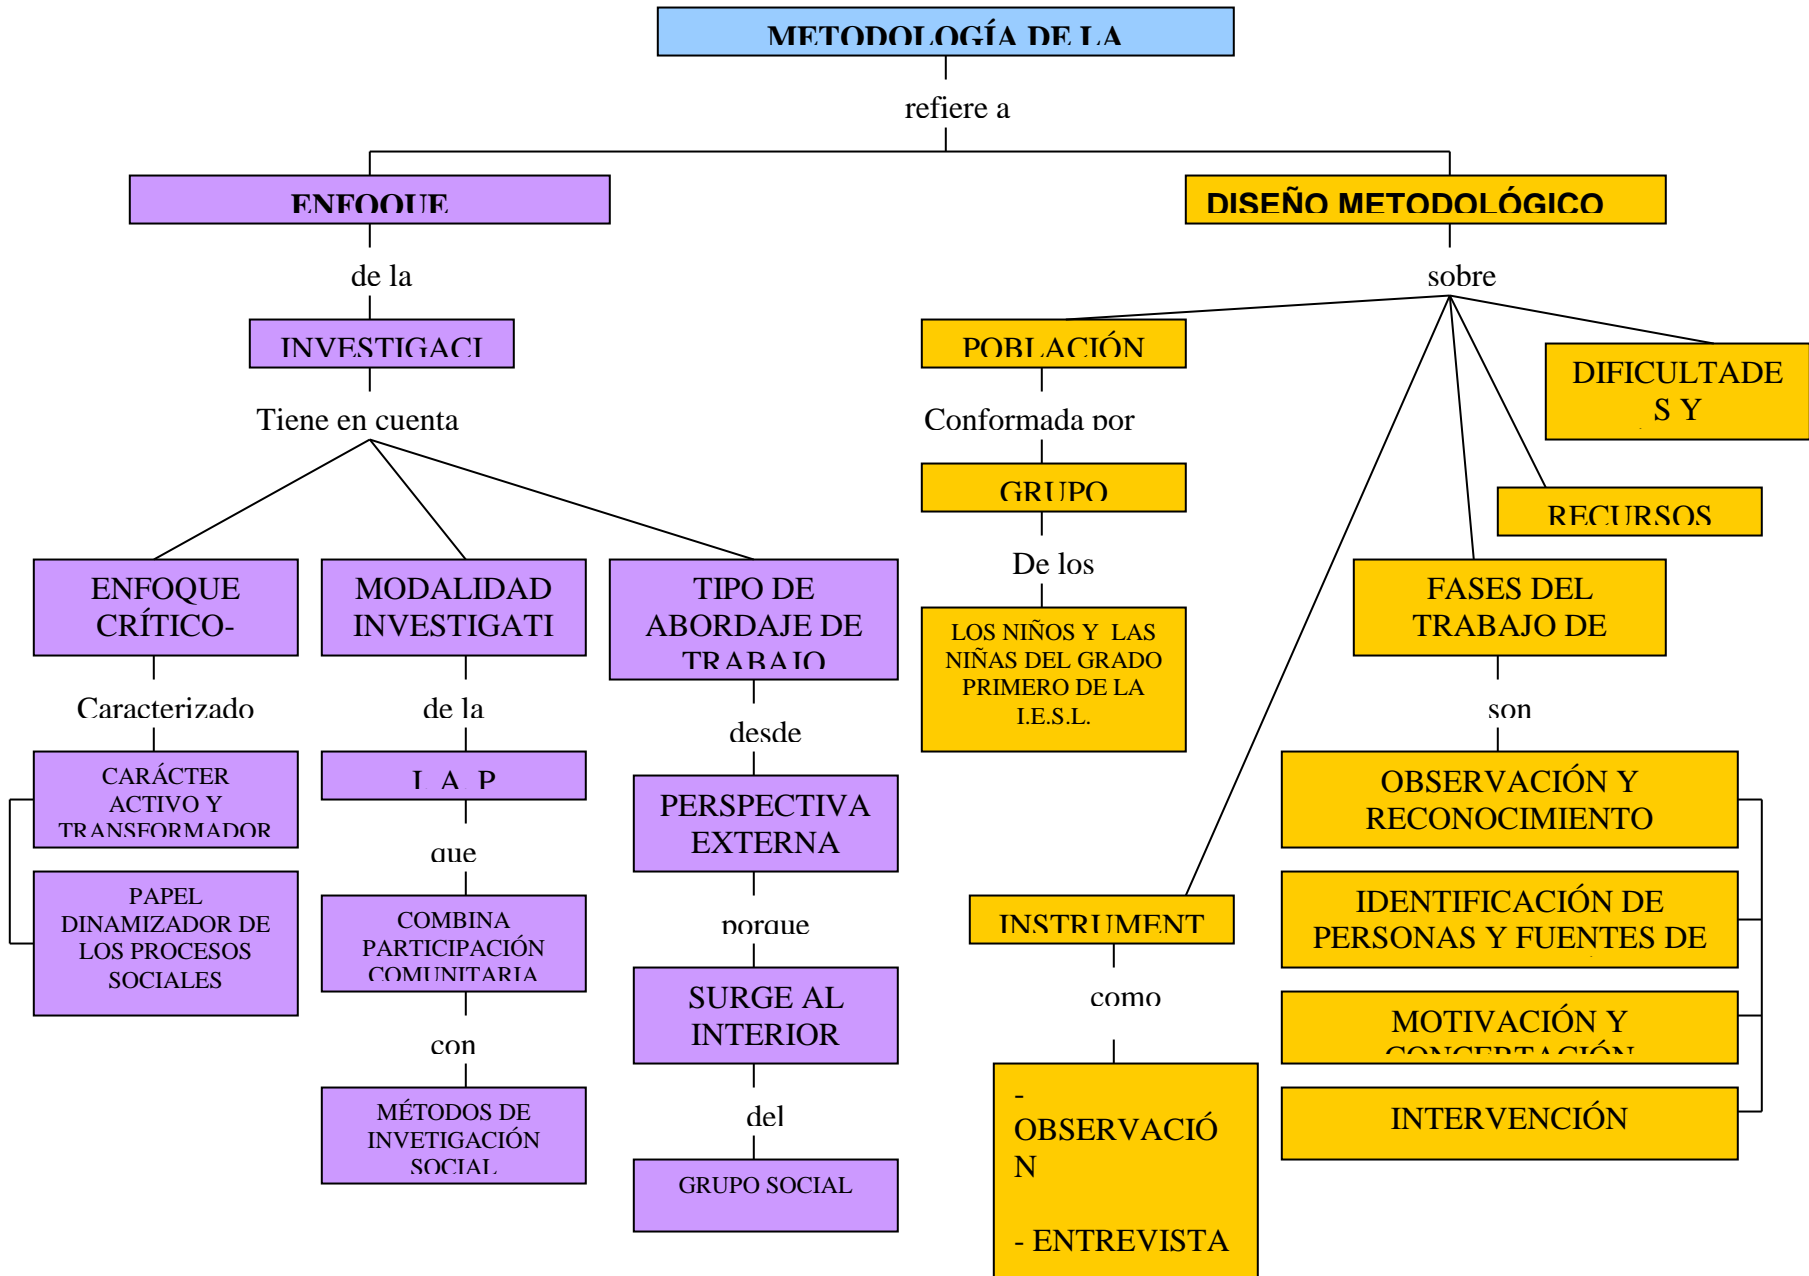 METODOLOGÍA DE LA
refiere a
ENFOQUE
DISEÑO METODOLÓGICO
de la
sobre
INVESTIGACI
POBLACIÓN
DIFICULTADE
S Y
Tiene en cuenta
Conformada por
GRUPO
RECURSOS
De los
ENFOQUE
CRÍTICO-
MODALIDAD
INVESTIGATI
TIPO DE
ABORDAJE DE
TRABAJO
LOS NIÑOS Y LAS
NIÑAS DEL GRADO
PRIMERO DE LA
I.E.S.L.
FASES DEL
TRABAJO DE
Caracterizado
de la
desde
son
CARÁCTER
ACTIVO Y
TRANSFORMADOR
I. A. P
PERSPECTIVA
EXTERNA
OBSERVACIÓN Y
RECONOCIMIENTO
que
PAPEL
DINAMIZADOR DE
LOS PROCESOS
SOCIALES
COMBINA
PARTICIPACIÓN
COMUNITARIA
porque
INSTRUMENT
IDENTIFICACIÓN DE
PERSONAS Y FUENTES DE
SURGE AL
INTERIOR
como
MOTIVACIÓN Y
CONCERTACIÓN
con
MÉTODOS DE
INVETIGACIÓN
SOCIAL
del
GRUPO SOCIAL
-
OBSERVACIÓ
N
- ENTREVISTA
INTERVENCIÓN